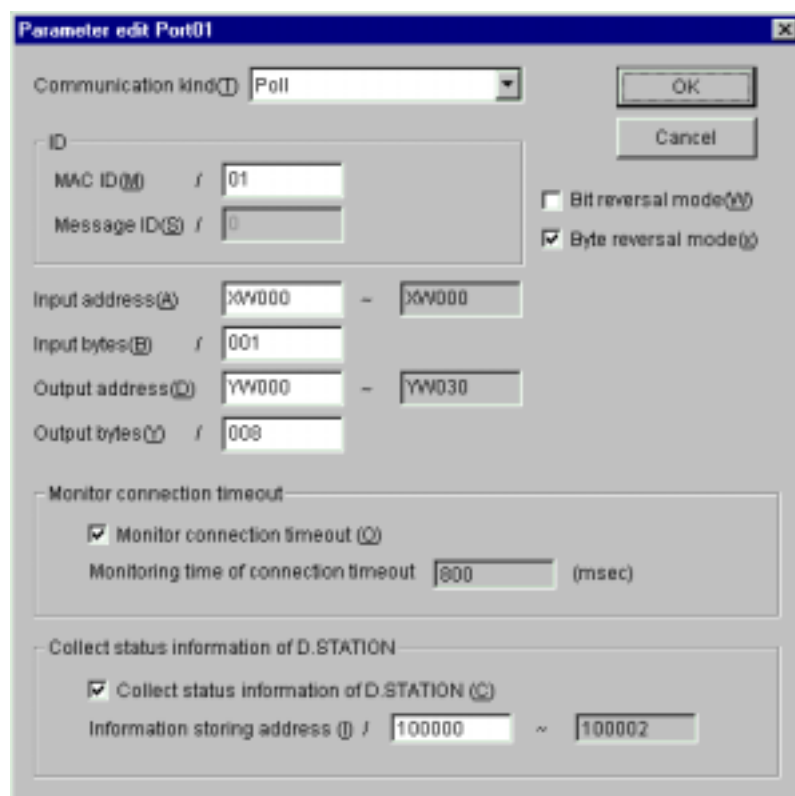 Parameter edit Port01
Communication kind(T) Poll
OK
Cancel
ID
MAC ID(M) / 01
Message ID(S) / 0
Bit reversal mode(W)
Byte reversal mode(x)
Input address(A) XW000 ~ XW000
Input bytes(B) / 001
Output address(D) YW000 ~ YW030
Output bytes(Y) / 008
Monitor connection timeout
Monitor connection timeout (O)
Monitoring time of connection timeout 800 (msec)
Collect status information of D.STATION
Collect status information of D.STATION (C)
Information storing address (I) / 100000 ~ 100002